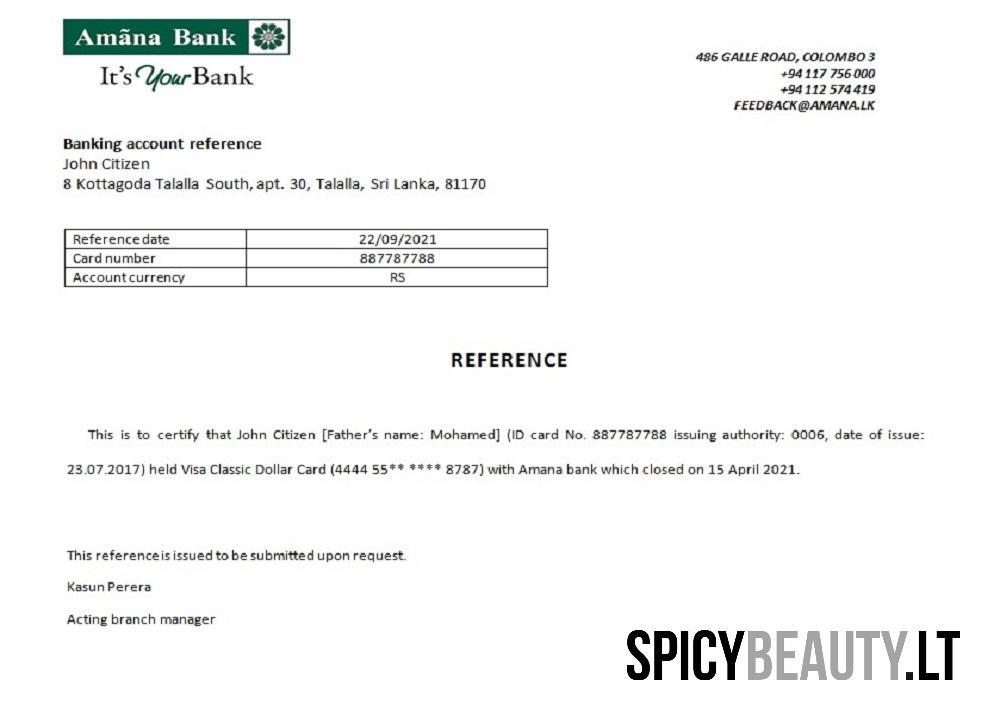 Amãna Bank
It's Your Bank
486 GALLE ROAD, COLOMBO 3
+94 117 756 000
+94 112 574 419
FEEDBACK@AMANA.LK
Banking account reference
John Citizen
8 Kottagoda Talalla South, apt. 30, Talalla, Sri Lanka, 81170
Reference date 22/09/2021
Card number 887787788
Account currency RS
REFERENCE
This is to certify that John Citizen [Father's name: Mohamed] (ID card No. 887787788 issuing authority: 0006, date of issue:
23.07.2017) held Visa Classic Dollar Card (4444 55** **** 8787) with Amana bank which closed on 15 April 2021.
This reference is issued to be submitted upon request.
Kasun Perera
Acting branch manager
SPICYBEAUTY.LT